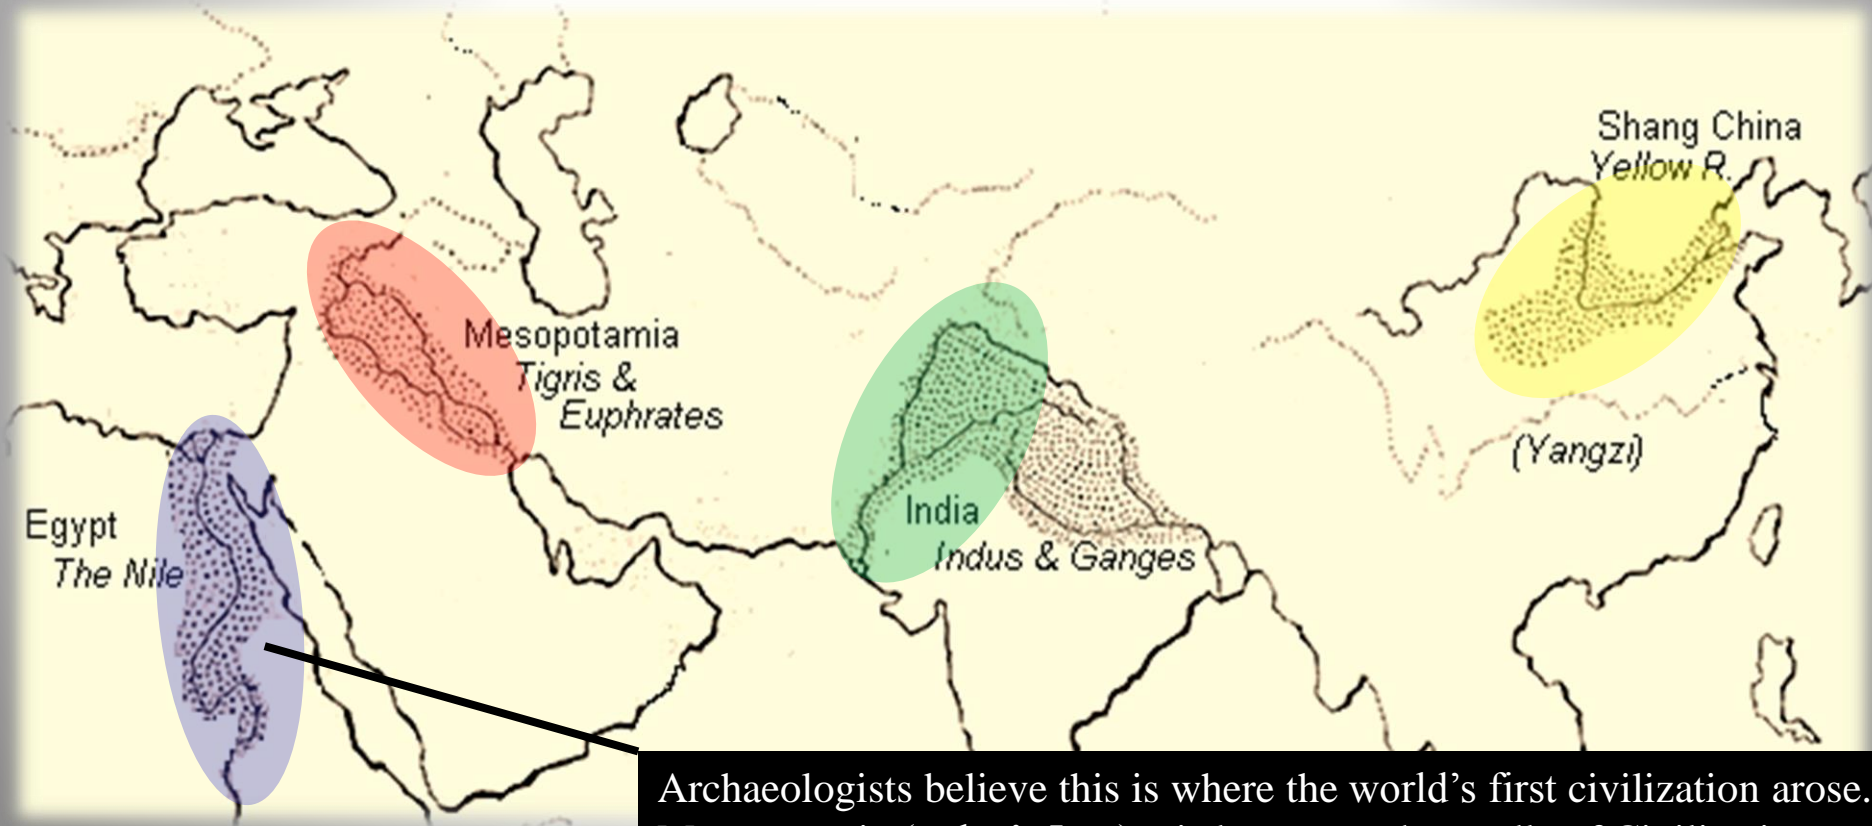 Shang China
Yellow R.
Mesopotamia
Tigris &
Euphrates
(Yangzi)
Egypt
The Nile
India
Indus & Ganges
Archaeologists believe this is where the world’s first civilization arose.